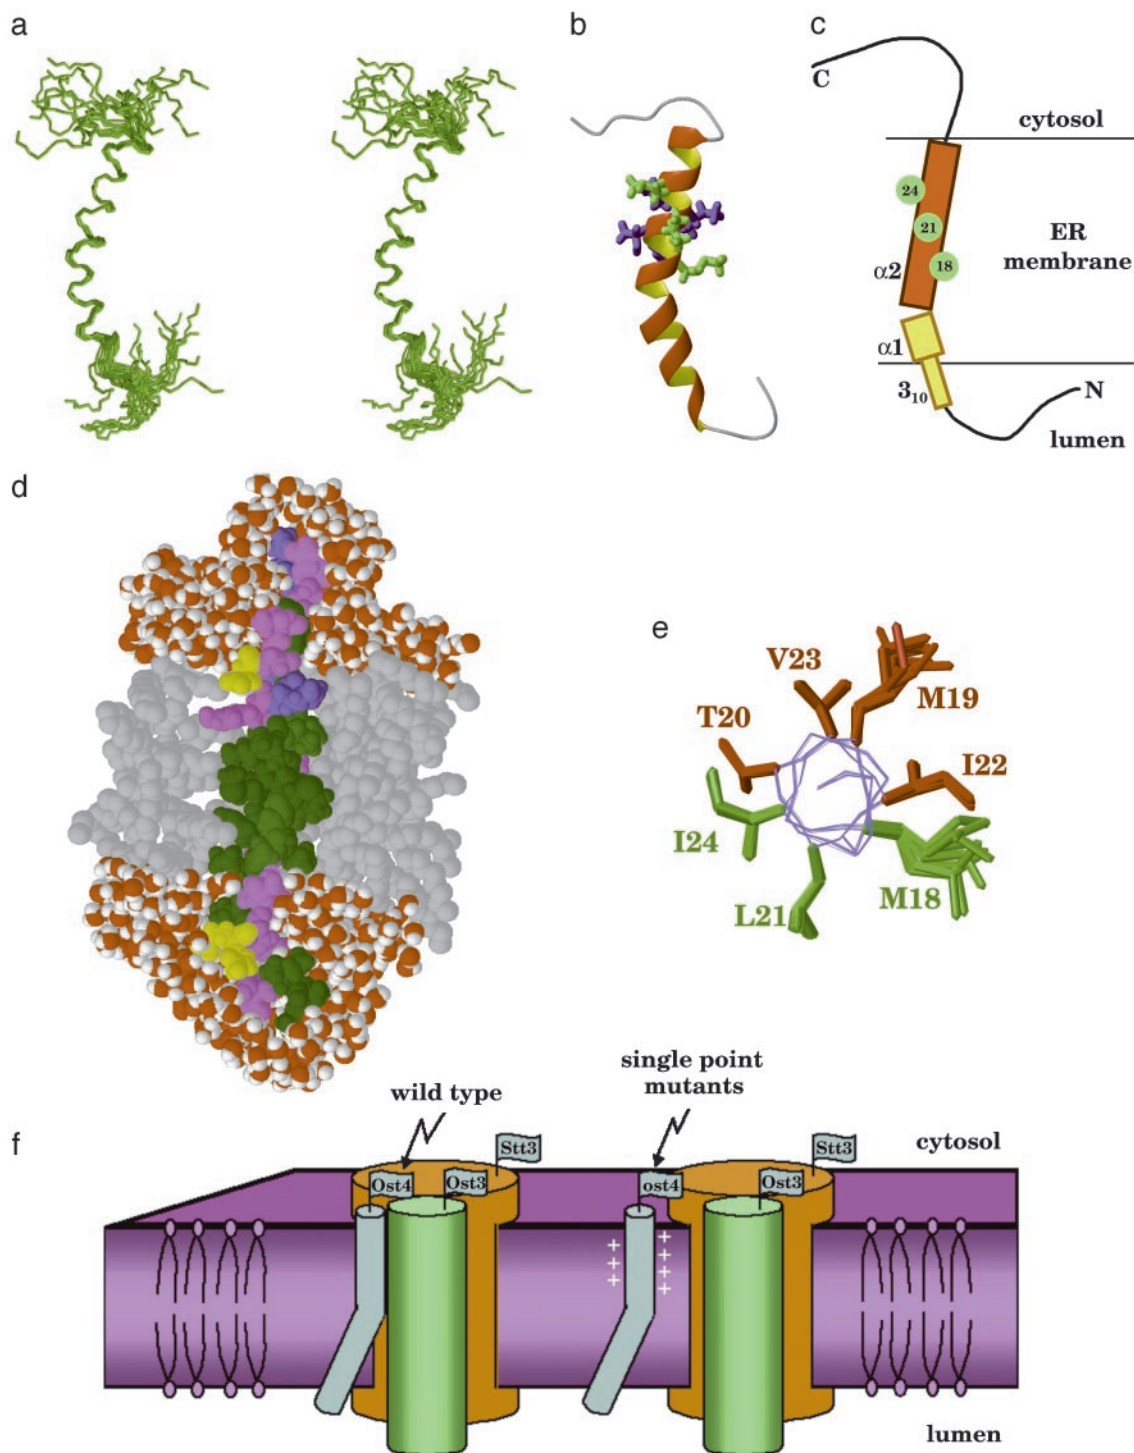 a
b
c
C
cytosol
24
21
ER
membrane
18
α2
α1
3₁₀
N
lumen
d
e
V23
M19
T20
I22
I24
M18
L21
single point
mutants
wild type
f
Stt3
Stt3
cytosol
Ost4
Ost3
ost4
Ost3
+ +
+ +
+ +
+
lumen